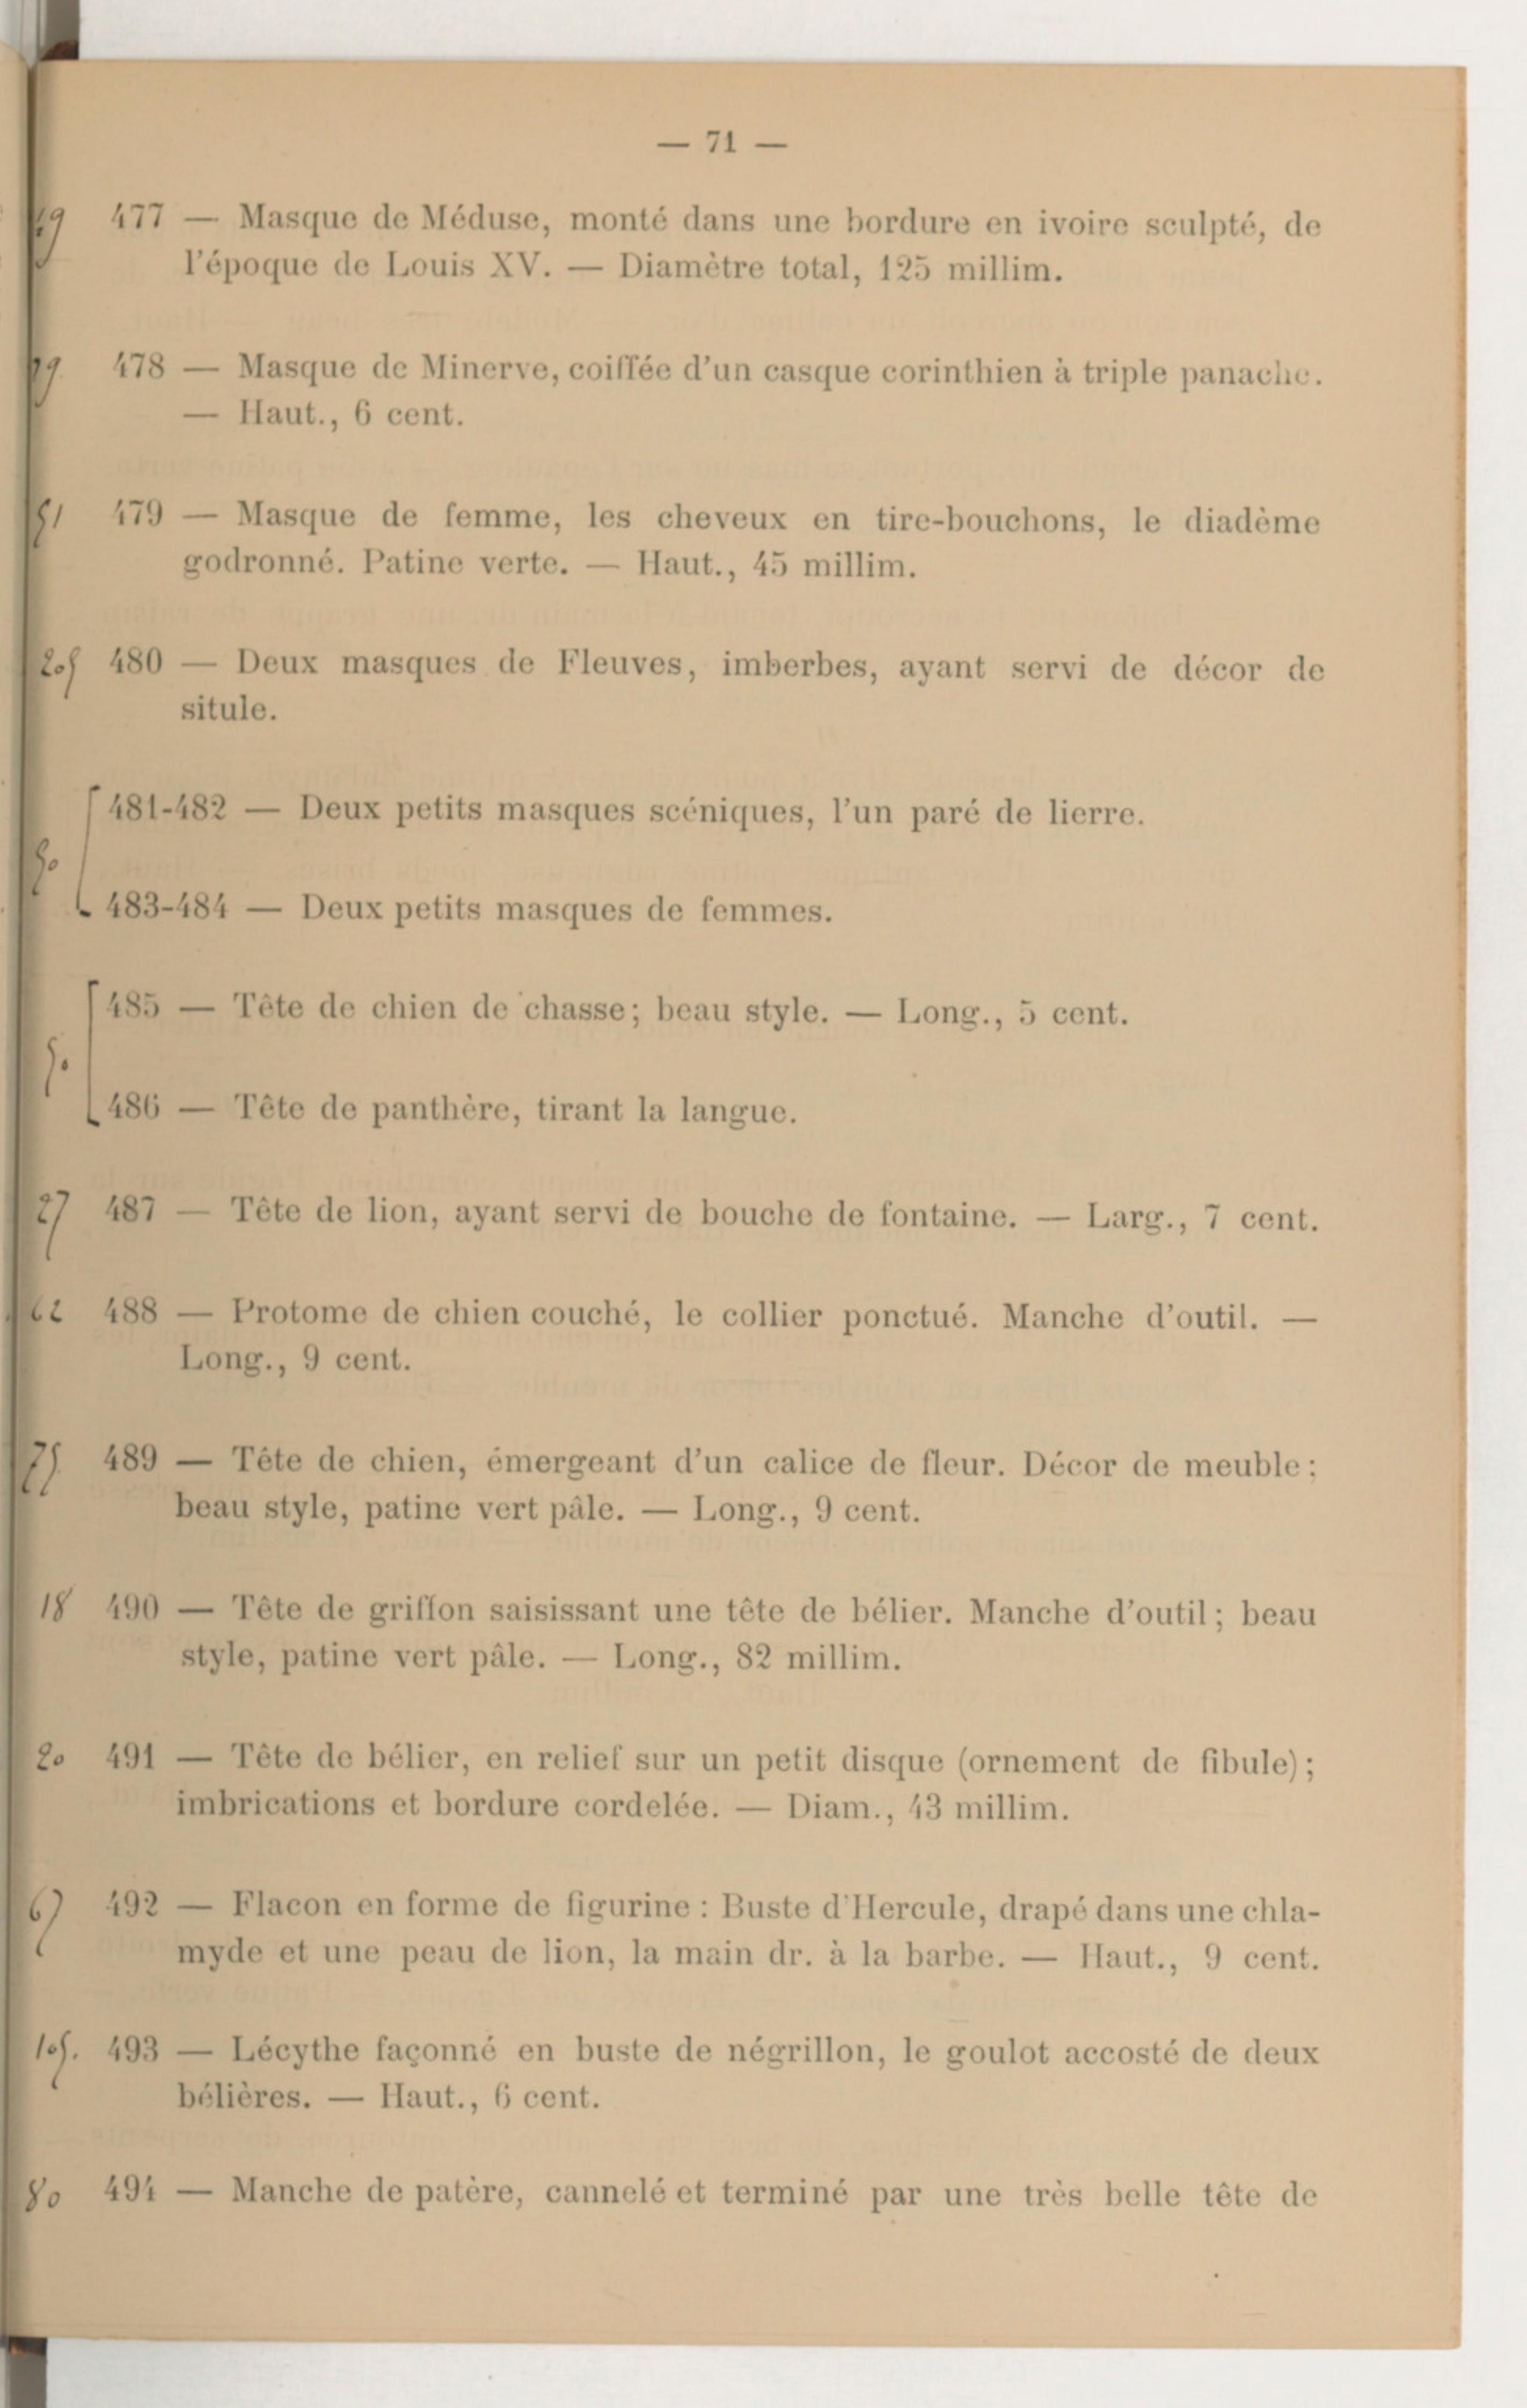 — 71 —
477 — Masque de Méduse, monté dans une bordure en ivoire sculpté, de
l'époque de Louis XV. — Diamètre total, 125 millim.
478 — Masque de Minerve, coiffée d'un casque corinthien à triple panache.
— Haut., 6 cent.
479 — Masque de femme, les cheveux en tire-bouchons, le diadème
godronné. Patine verte. — Haut., 45 millim.
480 — Deux masques de Fleuves, imberbes, ayant servi de décor de
situle.
481-482 — Deux petits masques scéniques, l'un paré de lierre.
483-484 — Deux petits masques de femmes.
485 — Tête de chien de chasse; beau style. — Long., 5 cent.
486 — Tête de panthère, tirant la langue.
27 487 — Tête de lion, ayant servi de bouche de fontaine. — Larg., 7 cent.
488 — Protome de chien couché, le collier ponctué. Manche d'outil. —
Long., 9 cent.
489 — Tête de chien, émergeant d'un calice de fleur. Décor de meuble;
beau style, patine vert pâle. — Long., 9 cent.
18 490 — Tête de griffon saisissant une tête de bélier. Manche d'outil; beau
style, patine vert pâle. — Long., 82 millim.
20 491 — Tête de bélier, en relief sur un petit disque (ornement de fibule);
imbrications et bordure cordelée. — Diam., 43 millim.
67 492 — Flacon en forme de figurine : Buste d'Hercule, drapé dans une chla-
myde et une peau de lion, la main dr. à la barbe. — Haut., 9 cent.
493 — Lécythe façonné en buste de négrillon, le goulot accosté de deux
bélières. — Haut., 6 cent.
80 494 — Manche de patère, cannelé et terminé par une très belle tête de